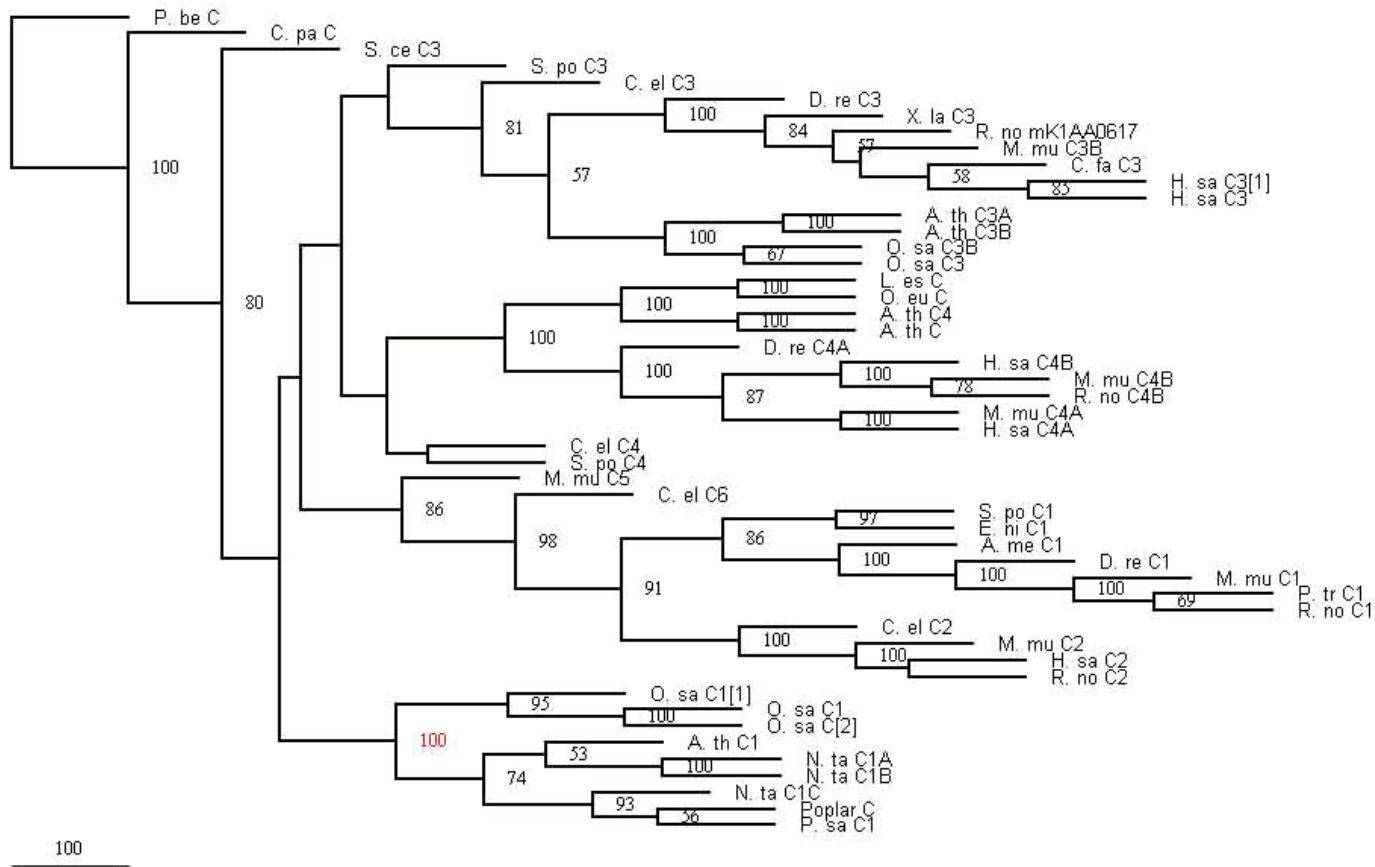 P. be C
C. pa C
S. ce C3
S. po C3
C. el C3
100
D. re C3
84
X. la C3
57
R. no mK1AA0617
M. mu C3B
58
C. fa C3
85
H. sa C3[1]
H. sa C3
81
57
100
100
A. th C3A
A. th C3B
67
O. sa C3B
O. sa C3
100
80
100
100
100
L. es C
O. eu C
100
A. th C4
A. th C
D. re C4A
100
87
100
H. sa C4B
78
M. mu C4B
R. no C4B
100
M. mu C4A
H. sa C4A
C. el C4
S. po C4
M. mu C5
86
C. el C6
98
91
86
97
S. po C1
E. hi C1
A. me C1
100
100
D. re C1
100
M. mu C1
69
P. tr C1
R. no C1
C. el C2
100
M. mu C2
100
H. sa C2
R. no C2
100
95
O. sa C1[1]
100
O. sa C1
O. sa C[2]
74
A. th C1
53
100
N. ta C1A
N. ta C1B
N. ta C1C
93
56
Poplar C
P. sa C1
100